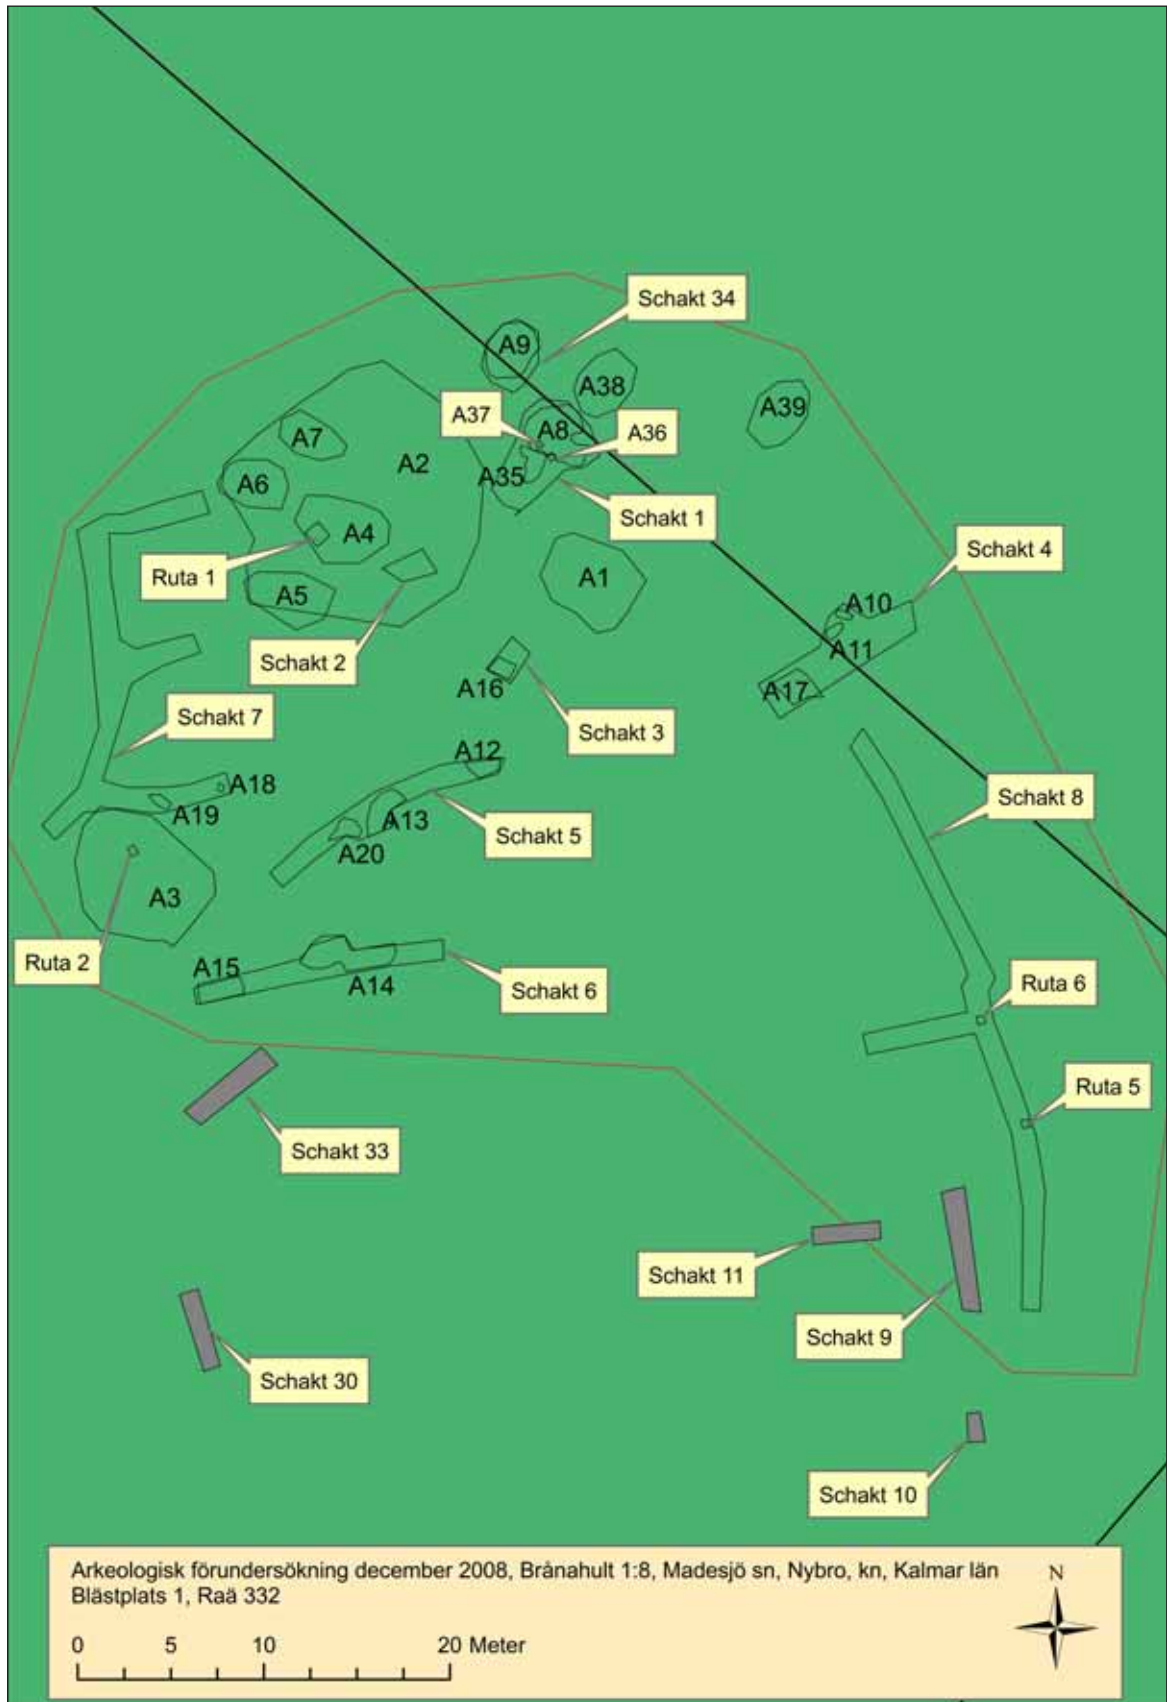 Schakt 34
A9
A38
A39
A37
A8
A36
A7
A2
A6
A35
Schakt 1
A4
Schakt 4
Ruta 1
A1
A5
A10
A11
Schakt 2
A16
A17
Schakt 7
Schakt 3
A12
A18
A19
A13
Schakt 5
Schakt 8
A20
A3
Ruta 2
A15
A14
Schakt 6
Ruta 6
Ruta 5
Schakt 33
Schakt 11
Schakt 9
Schakt 30
Schakt 10
Arkeologisk förundersökning december 2008, Brånahult 1:8, Madesjö sn, Nybro, kn, Kalmar län
Blästplats 1, Raä 332
N
0 5 10 20 Meter